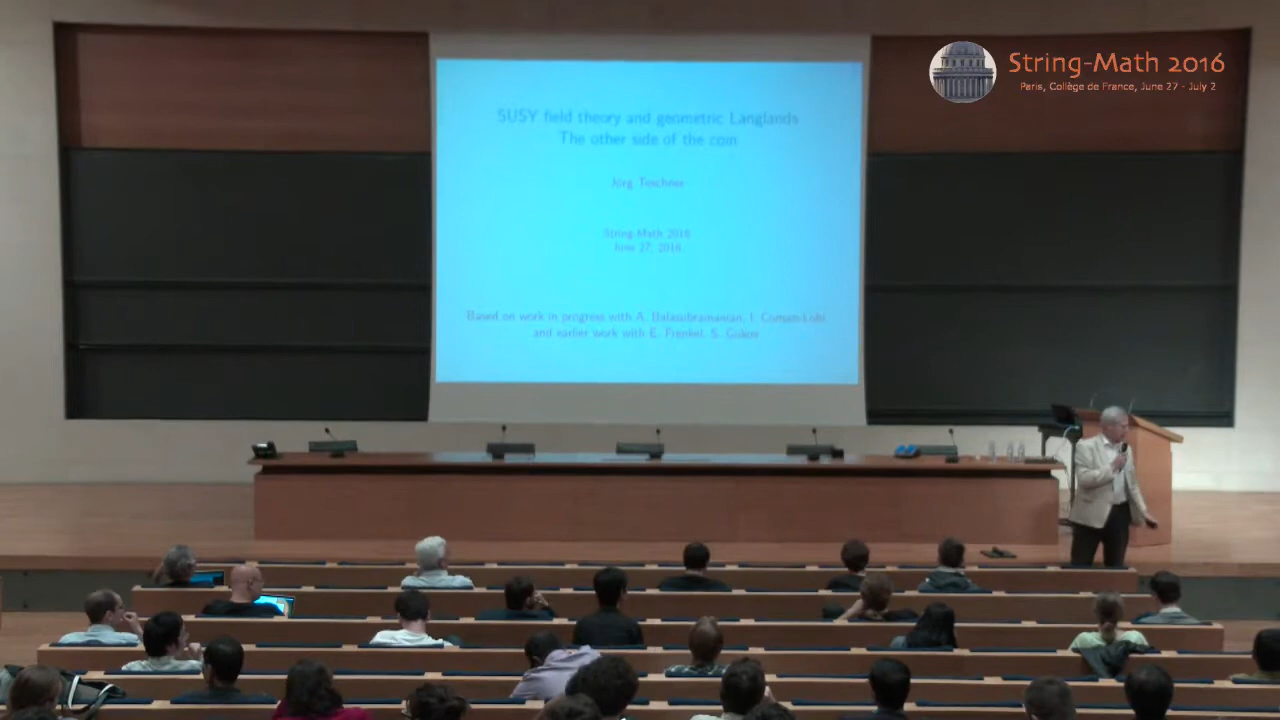 String-Math 2016
Paris, Collège de France, June 27 - July 2
SUSY field theory and geometric Langlands
The other side of the coin
Jörg Teschner
String-Math 2016
June 27, 2016
Based on work in progress with A. Balasubramanian, I. Coman-Lohi
and earlier work with E. Frenkel, S. Gukov